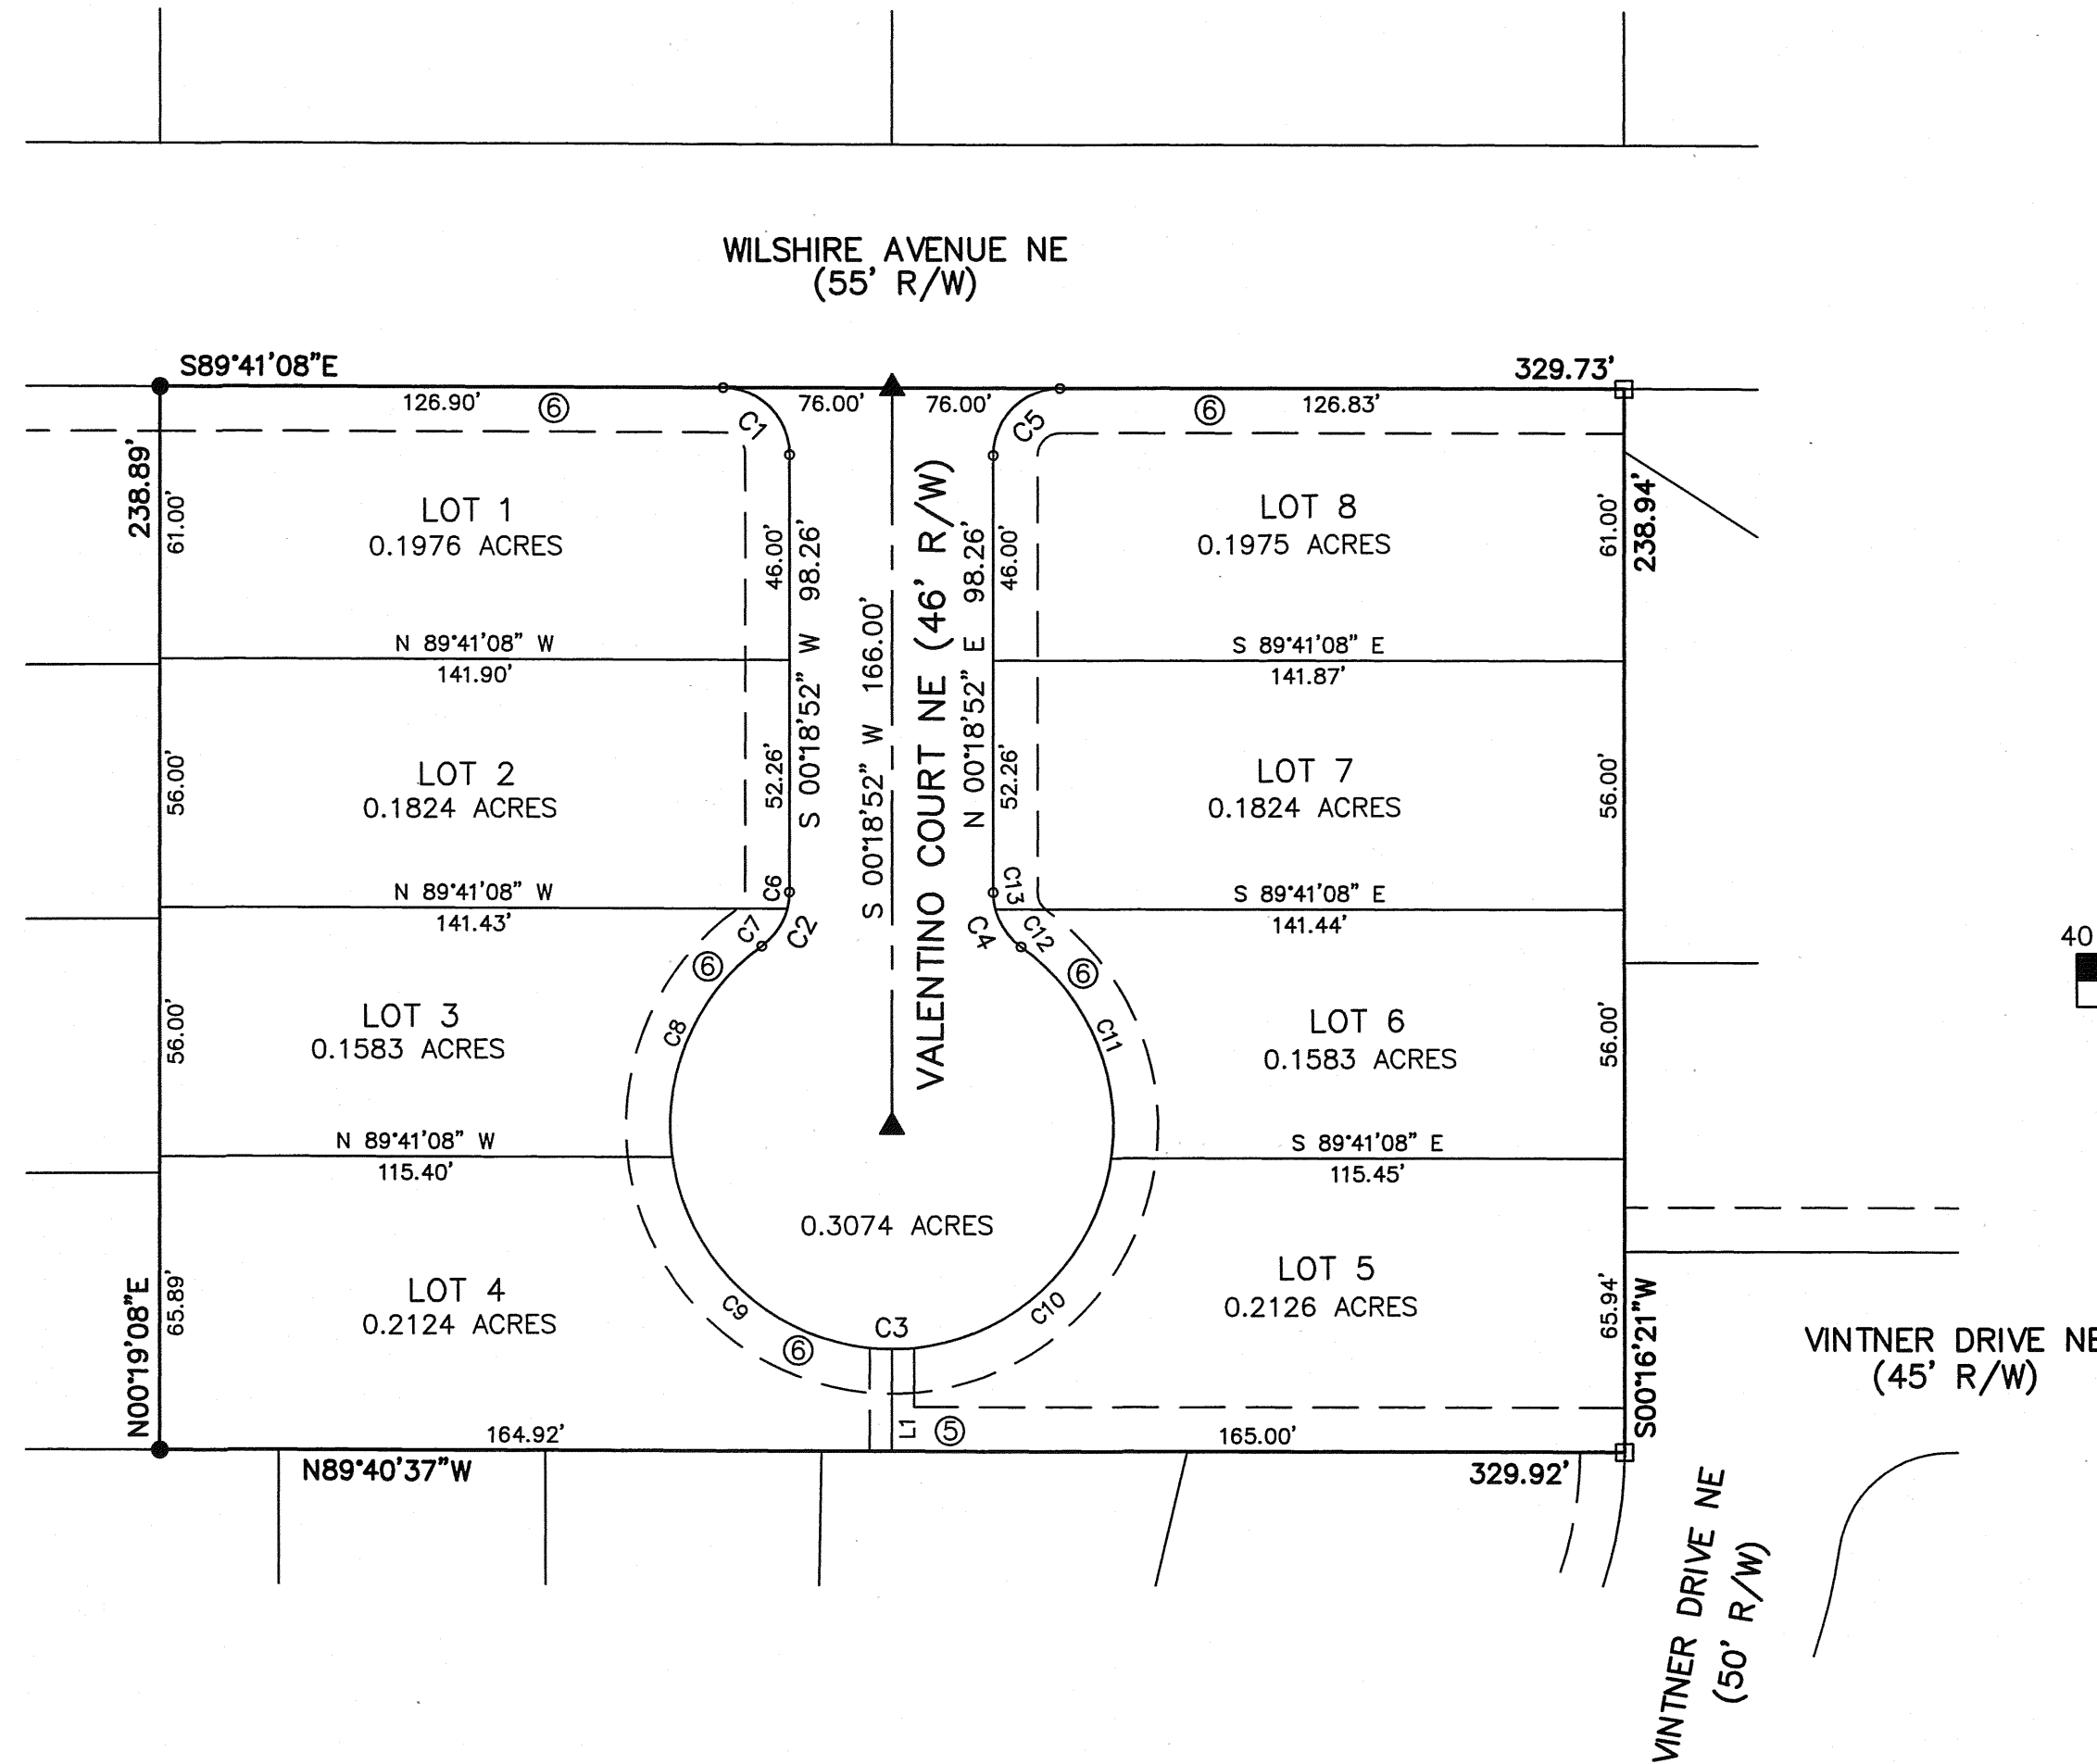 WILSHIRE AVENUE NE
(55' R/W)
S89°41'08"E
329.73'
126.90'
⑥
76.00'
76.00'
⑥
126.83'
C1
C5
238.89'
61.00'
LOT 1
0.1976 ACRES
46.00'
S 00°18'52" W 98.26'
S 00°18'52" W 166.00'
VALENTINO COURT NE (46' R/W)
N 00°18'52" E 98.26'
46.00'
LOT 8
0.1975 ACRES
61.00'
238.94'
N 89°41'08" W
141.90'
S 89°41'08" E
141.87'
56.00'
LOT 2
0.1824 ACRES
52.26'
52.26'
LOT 7
0.1824 ACRES
56.00'
N 89°41'08" W
141.43'
C6
C7
C2
C13
C4
C12
S 89°41'08" E
141.44'
40
⑥
⑥
56.00'
LOT 3
0.1583 ACRES
C8
C11
LOT 6
0.1583 ACRES
56.00'
N 89°41'08" W
115.40'
S 89°41'08" E
115.45'
0.3074 ACRES
N00°19'08"E
65.89'
LOT 4
0.2124 ACRES
C9
⑥
C3
C10
LOT 5
0.2126 ACRES
65.94'
S00°16'21"W
VINTNER DRIVE NE
(45' R/W)
164.92'
L1
⑤
165.00'
N89°40'37"W
329.92'
VINTNER DRIVE NE
(50' R/W)